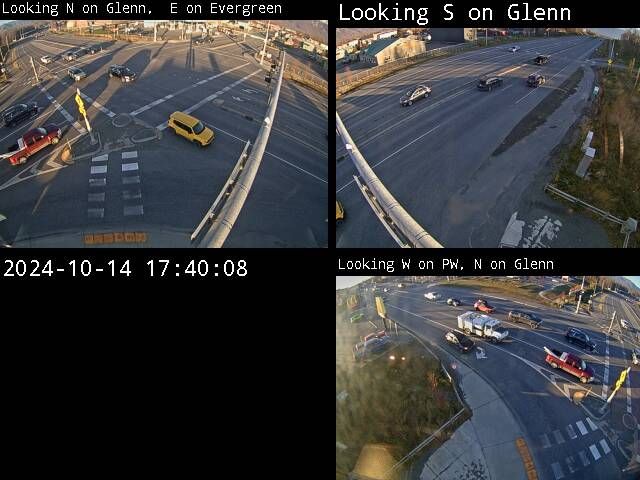 Looking N on Glenn,  E on Evergreen
Looking S on Glenn
2024-10-14 17:40:08
Looking W on PW, N on Glenn